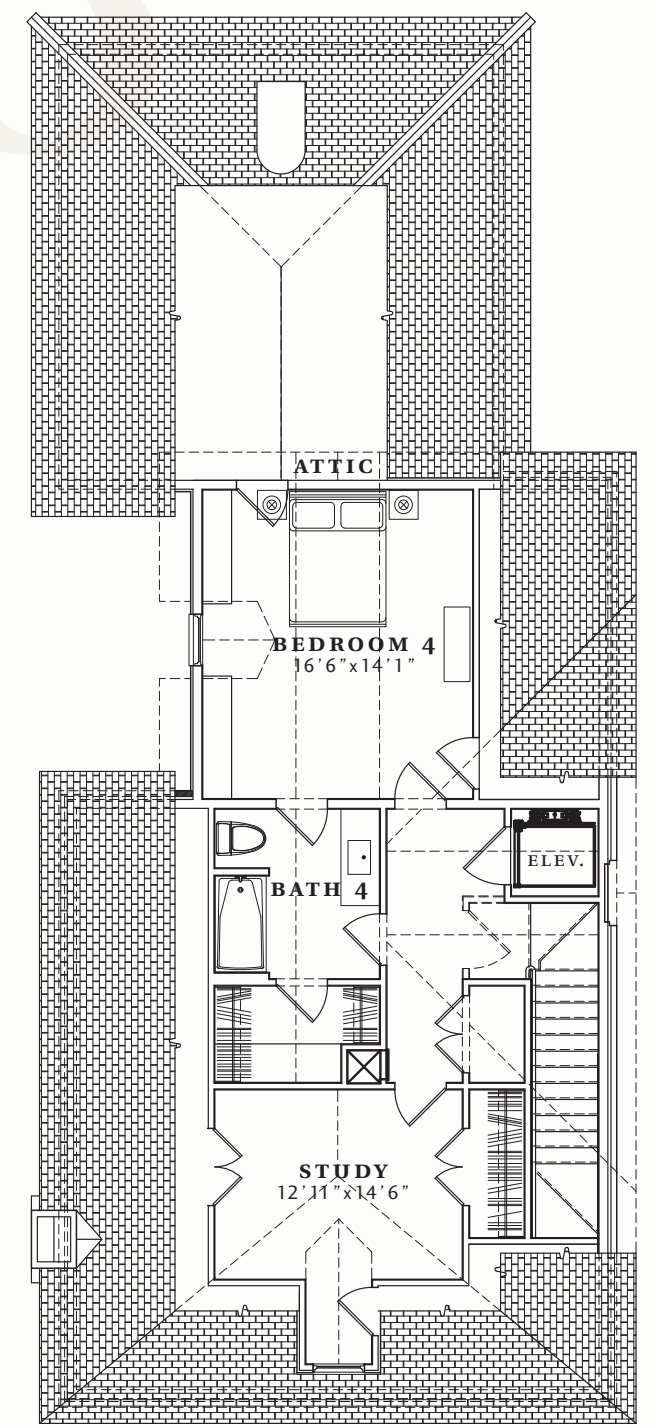 ATTIC
BEDROOM 4
16'6"x14'1"
ELEV.
BATH 4
STUDY
12'11"x14'6"